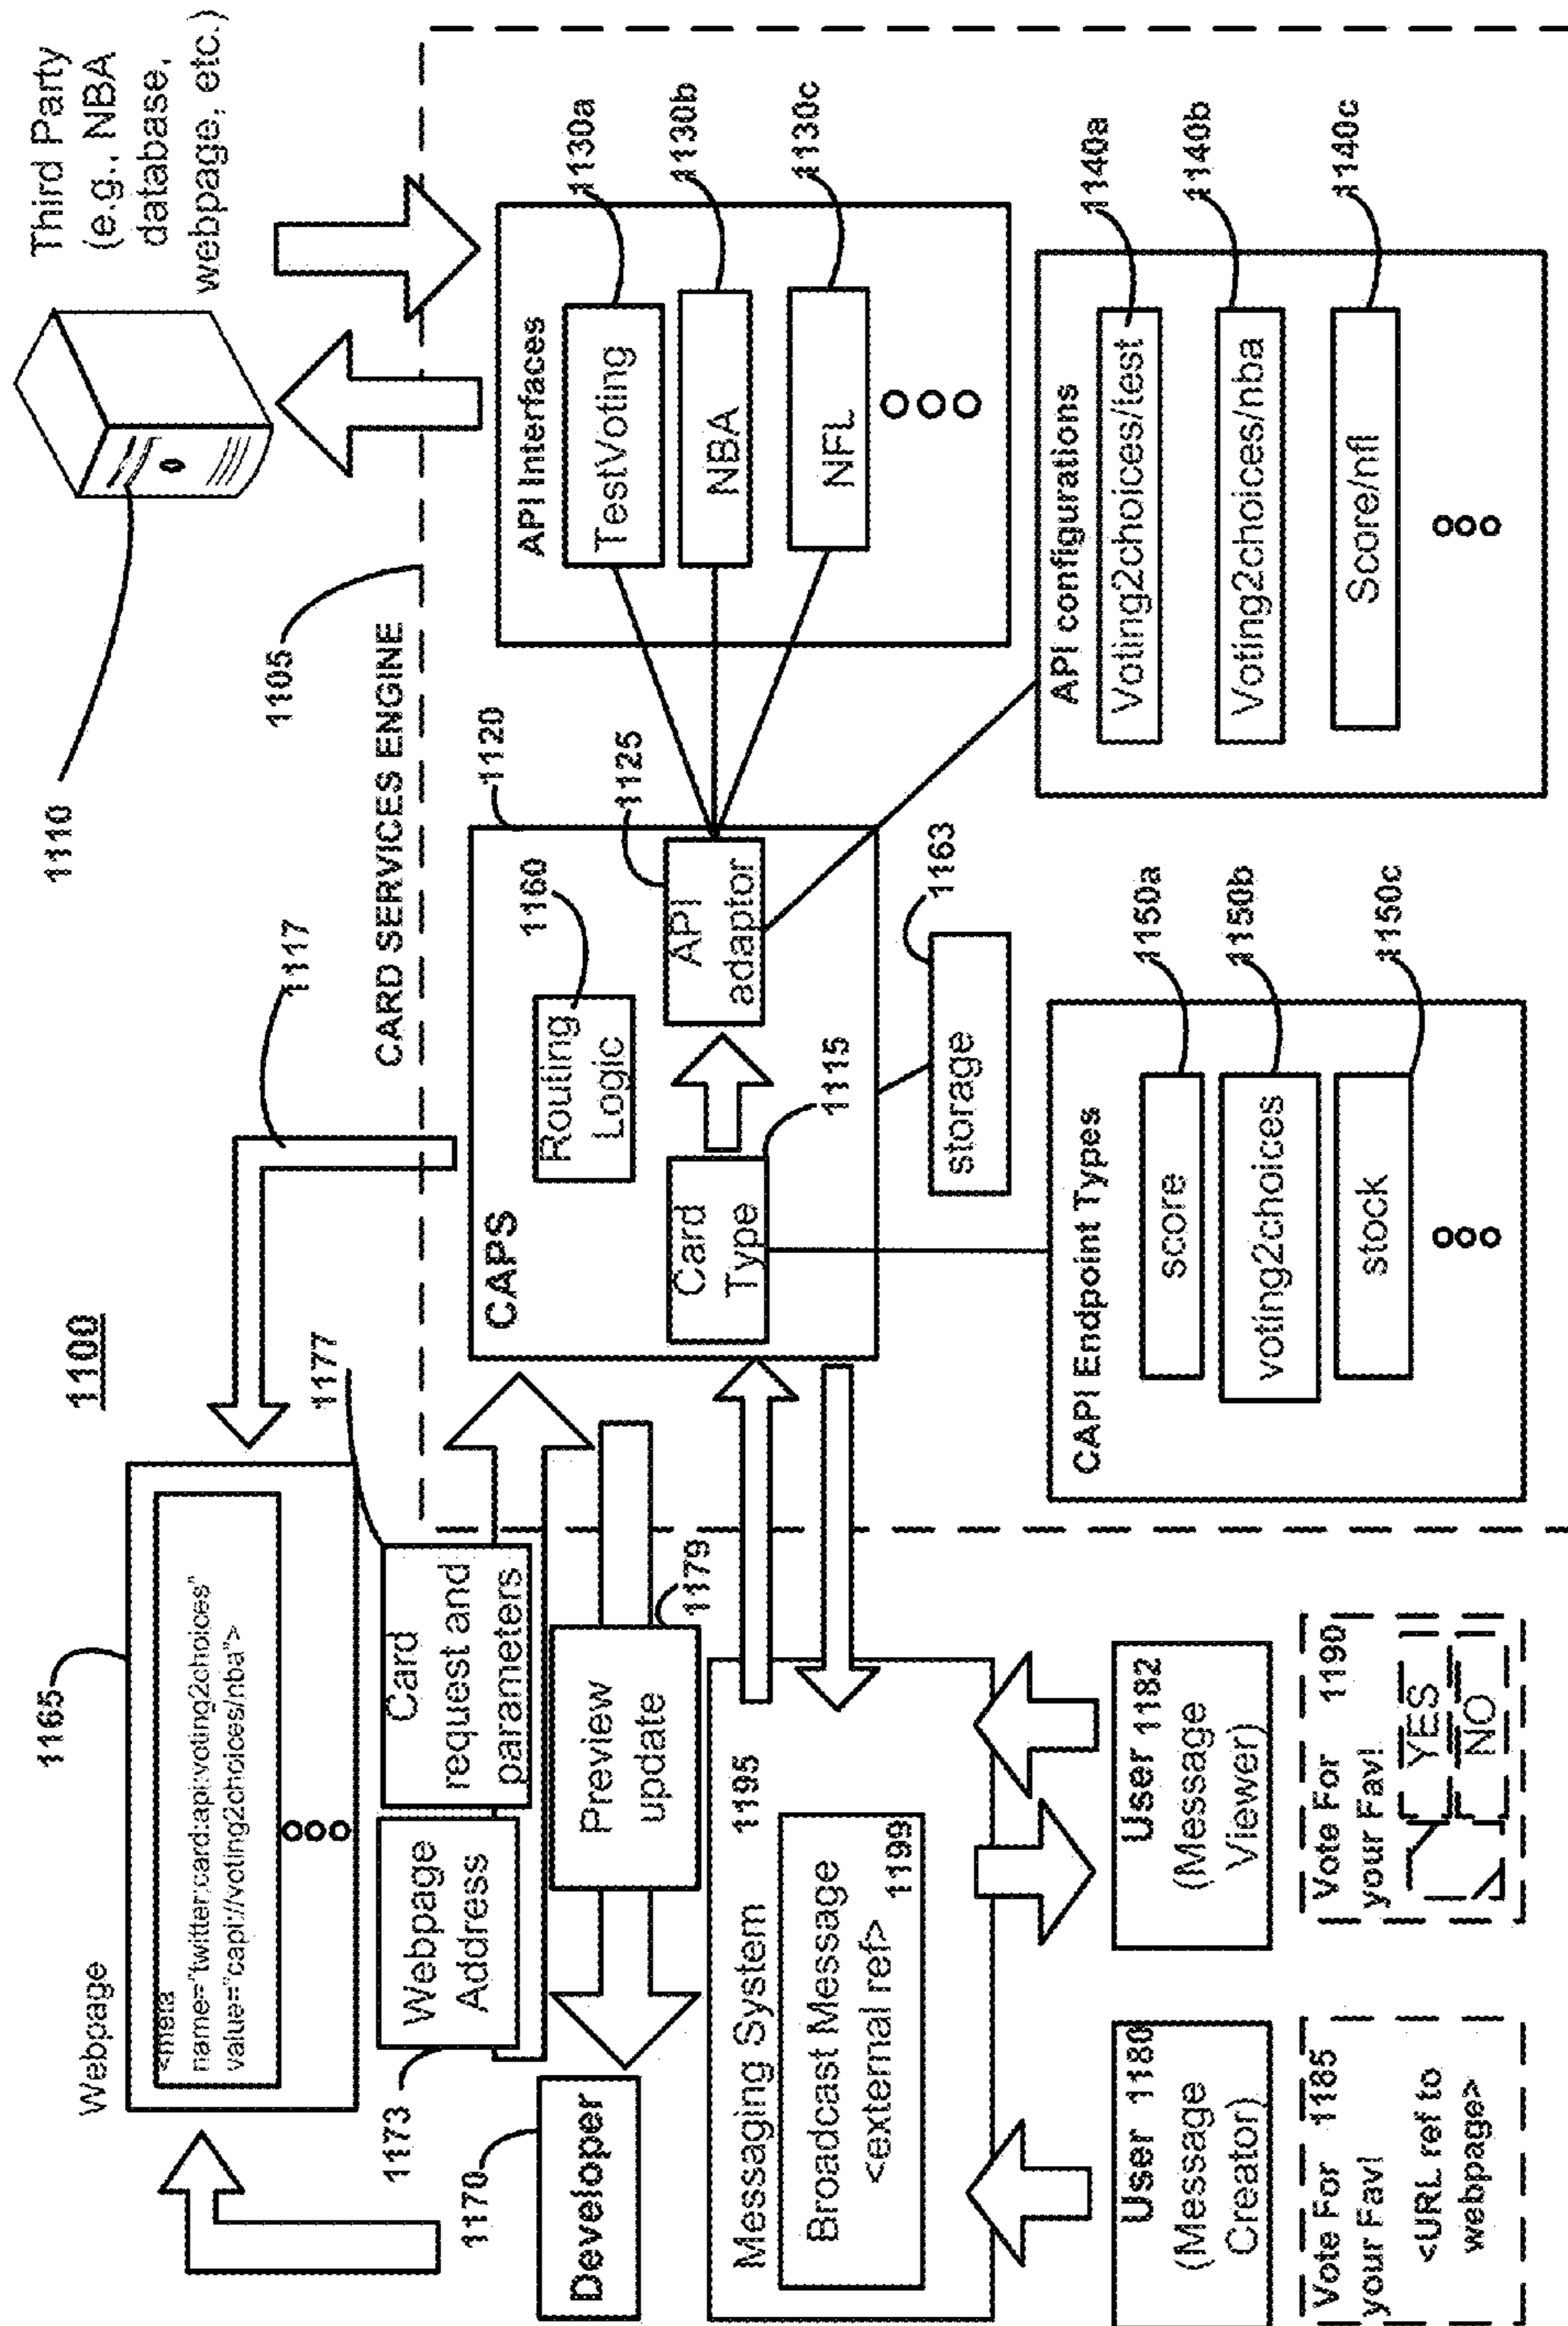 1100
1165
Webpage
<meta
name="twitter:card:api:voting2choices"
value="capi://voting2choices/nba">
1117
1110
Third Party
(e.g., NBA
database,
webpage, etc.)
1105
CARD SERVICES ENGINE
1173
Webpage
Address
1177
Card
request and
parameters
1170
Developer
Preview
update
1179
CAPS
1120
Routing
Logic
1160
Card
Type
1115
API
adaptor
1125
storage
1163
API Interfaces
TestVoting
1130a
NBA
1130b
NFL
1130c
Messaging System
1195
Broadcast Message
<external ref>
1199
CAPI Endpoint Types
score
1150a
voting2choices
1150b
stock
1150c
API configurations
Voting2choices/test
1140a
Voting2choices/nba
1140b
Score/nfl
1140c
User 1180
(Message
Creator)
User 1182
(Message
Viewer)
Vote For 1185
your Fav!
<URL ref to
webpage>
Vote For 1190
your Fav!
YES
NO